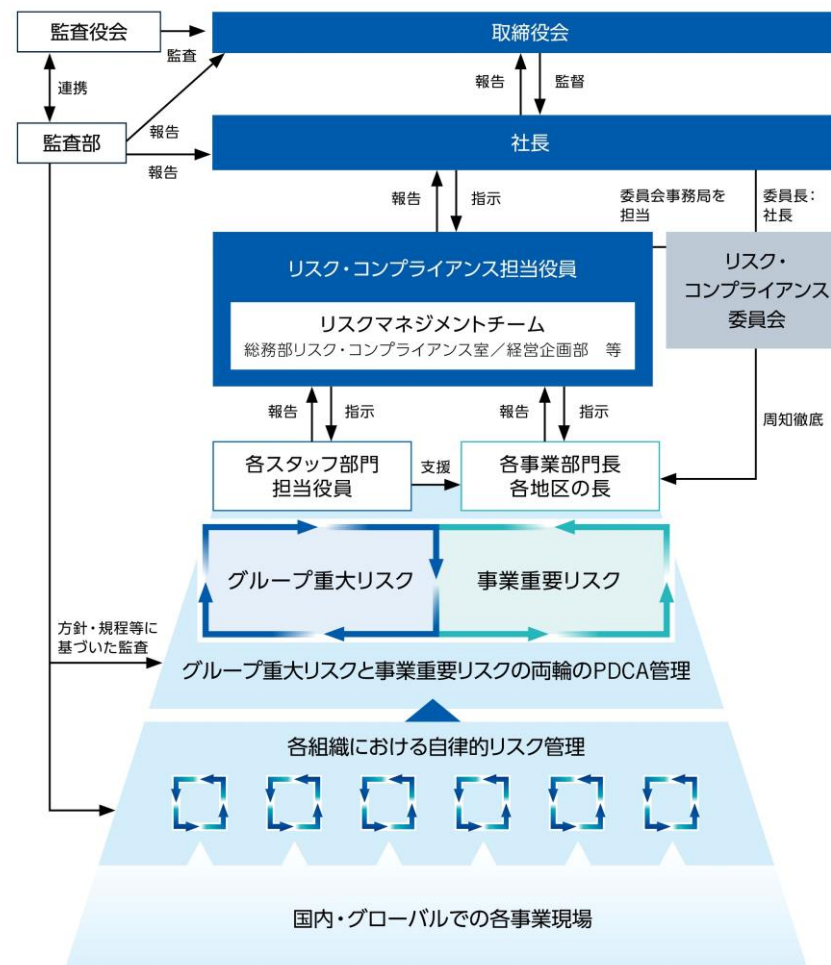 監査役会
監査
取締役会
連携
報告
監督
監査部
報告
報告
社長
報告
指示
委員会事務局を
担当
委員長:
社長
リスク・コンプライアンス担当役員
リスクマネジメントチーム
総務部リスク・コンプライアンス室／経営企画部　等
リスク・
コンプライアンス
委員会
報告
指示
報告
指示
周知徹底
各スタッフ部門
担当役員
支援
各事業部門長
各地区の長
グループ重大リスク
事業重要リスク
方針・規程等に
基づいた監査
グループ重大リスクと事業重要リスクの両輪のPDCA管理
各組織における自律的リスク管理
国内・グローバルでの各事業現場